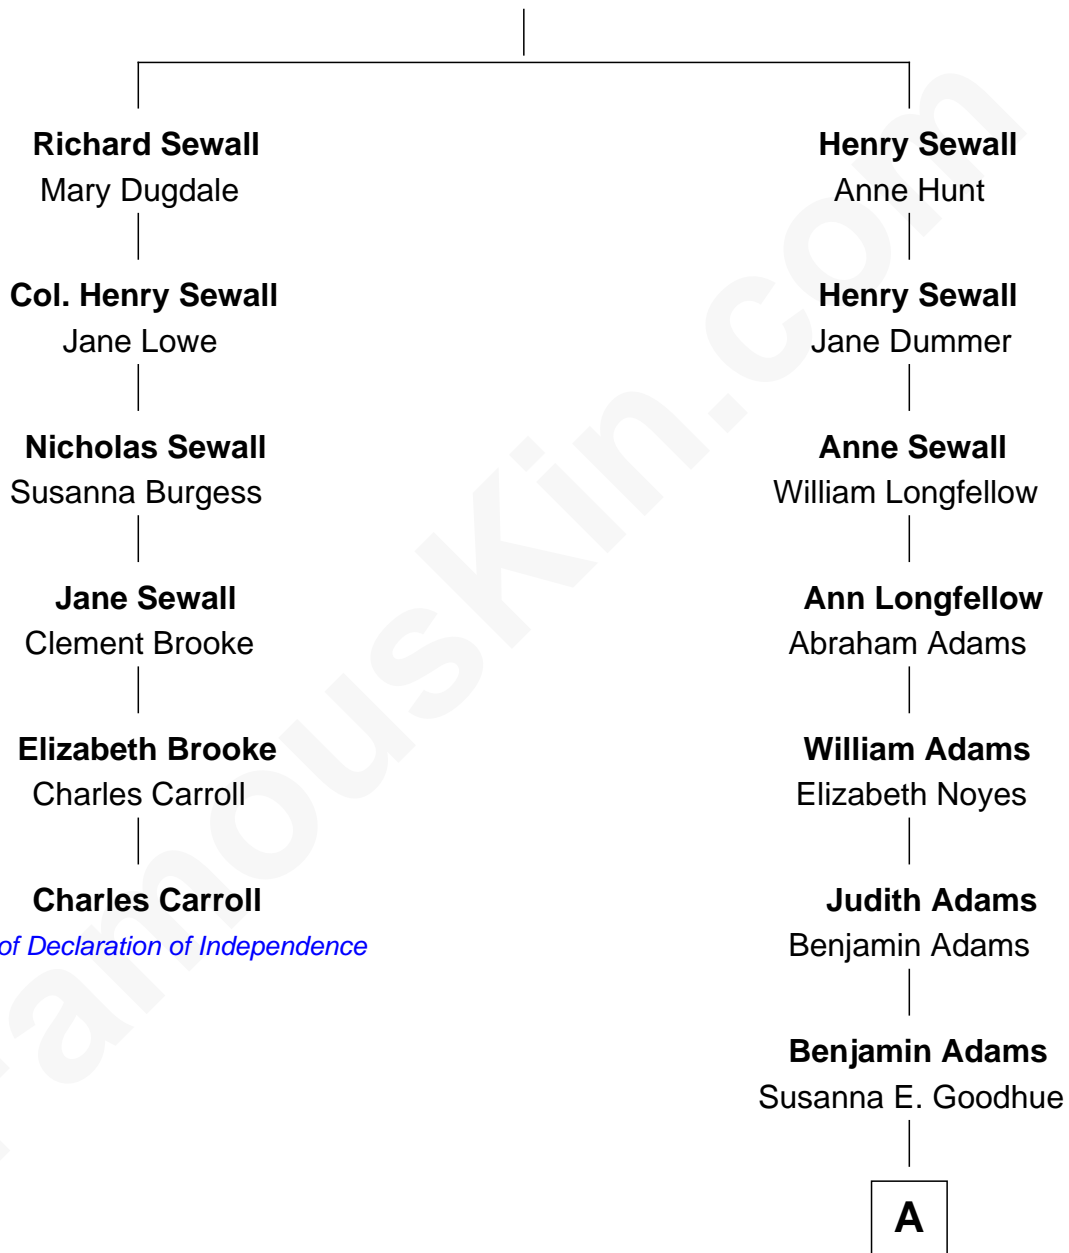 Richard Sewall
Mary Dugdale
Col. Henry Sewall
Jane Lowe
Nicholas Sewall
Susanna Burgess
Jane Sewall
Clement Brooke
Elizabeth Brooke
Charles Carroll
Charles Carroll
of Declaration of Independence
Henry Sewall
Anne Hunt
Henry Sewall
Jane Dummer
Anne Sewall
William Longfellow
Ann Longfellow
Abraham Adams
William Adams
Elizabeth Noyes
Judith Adams
Benjamin Adams
Benjamin Adams
Susanna E. Goodhue
A
FamousKin.com